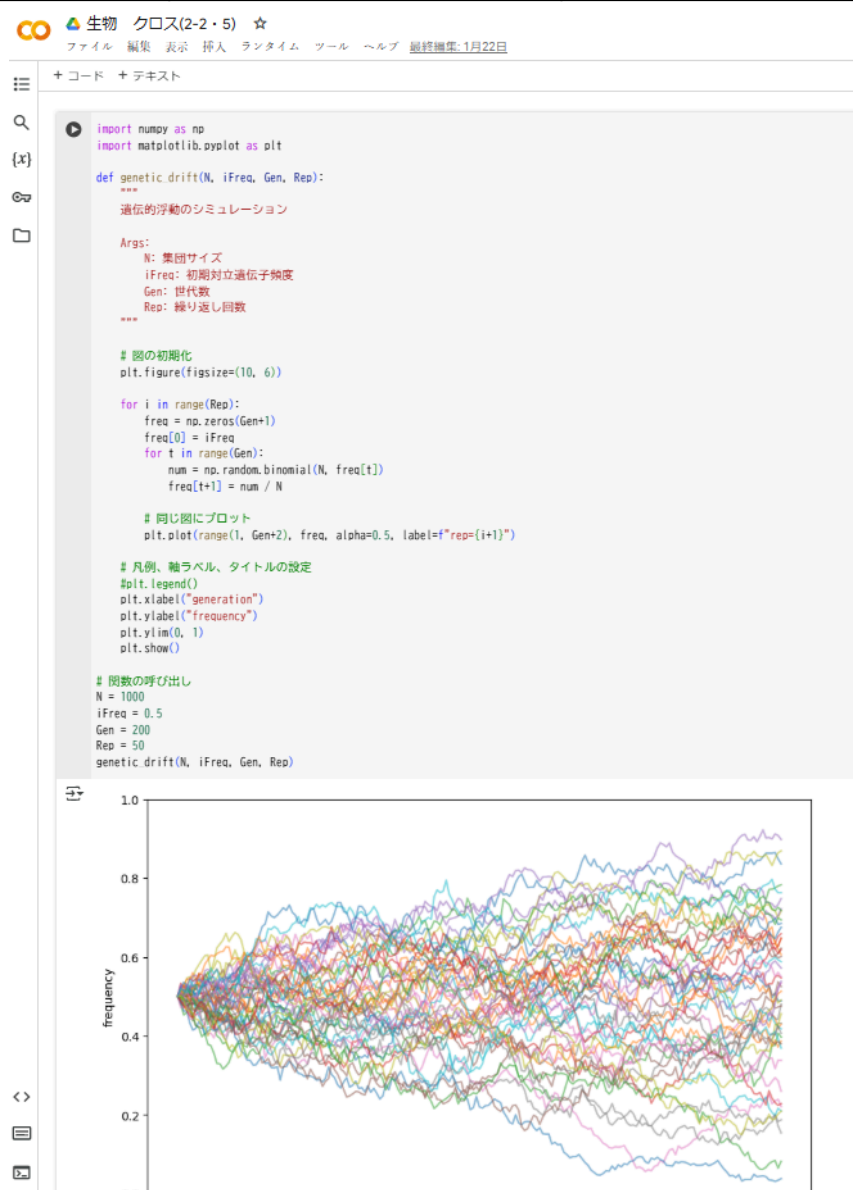 生物　クロス(2-2・5)
ファイル 編集 表示 挿入 ランタイム ツール ヘルプ 最終編集: 1月22日
+ コード + テキスト
import numpy as np
import matplotlib.pyplot as plt
def genetic_drift(N, iFreq, Gen, Rep):
"""
遺伝的浮動のシミュレーション
Args:
N: 集団サイズ
iFreq: 初期対立遺伝子頻度
Gen: 世代数
Rep: 繰り返し回数
"""
# 図の初期化
plt.figure(figsize=(10, 6))
for i in range(Rep):
freq = np.zeros(Gen+1)
freq[0] = iFreq
for t in range(Gen):
num = np.random.binomial(N, freq[t])
freq[t+1] = num / N
# 同じ図にプロット
plt.plot(range(1, Gen+2), freq, alpha=0.5, label=f"rep={i+1}")
# 凡例、軸ラベル、タイトルの設定
#plt.legend()
plt.xlabel("generation")
plt.ylabel("frequency")
plt.ylim(0, 1)
plt.show()
# 関数の呼び出し
N = 1000
iFreq = 0.5
Gen = 200
Rep = 50
genetic_drift(N, iFreq, Gen, Rep)
1.0
0.8
0.6
frequency
0.4
0.2